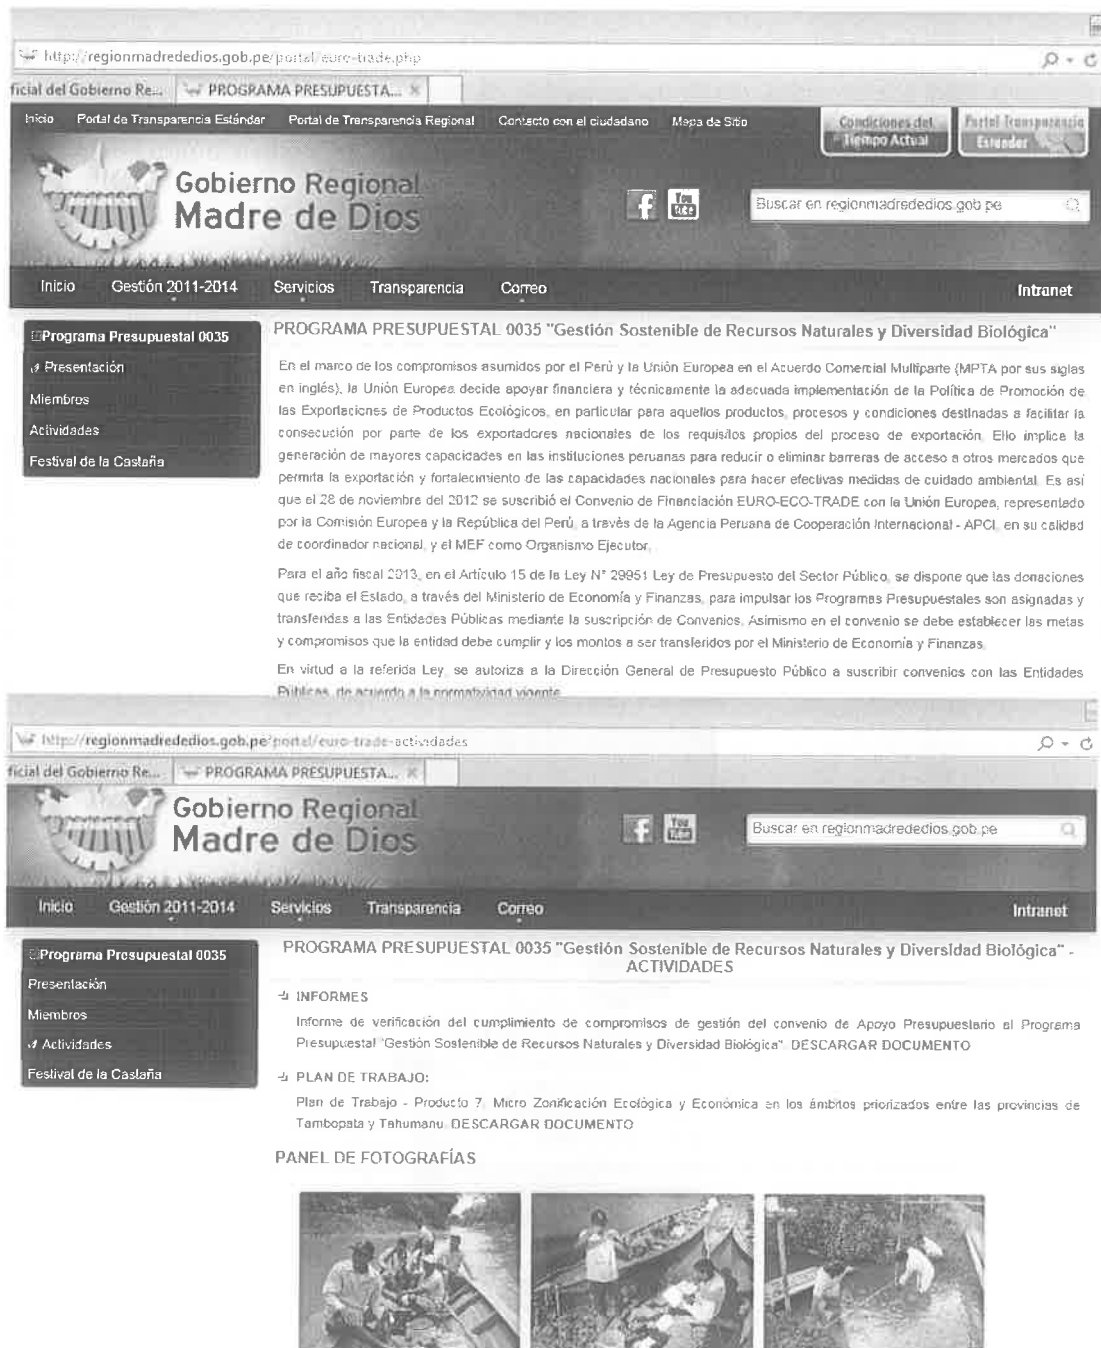 http://regionmadrededios.gob.pe/portal/euro-trade.php
ficial del Gobierno Re...
PROGRAMA PRESUPUESTA...
Inicio Portal de Transparencia Estándar Portal de Transparencia Regional Contacto con el ciudadano Mapa de Sitio
Condiciones del
Tiempo Actual
Portal Transparencia
Estandar
Gobierno Regional
Madre de Dios
f
You
Tube
Buscar en regionmadrededios.gob.pe
Inicio Gestión 2011-2014 Servicios Transparencia Correo Intranet
Programa Presupuestal 0035
Presentación
Miembros
Actividades
Festival de la Castaña
PROGRAMA PRESUPUESTAL 0035 "Gestión Sostenible de Recursos Naturales y Diversidad Biológica"
En el marco de los compromisos asumidos por el Perú y la Unión Europea en el Acuerdo Comercial Multiparte (MPTA por sus siglas
en inglés), la Unión Europea decide apoyar financiera y técnicamente la adecuada implementación de la Política de Promoción de
las Exportaciones de Productos Ecológicos, en particular para aquellos productos, procesos y condiciones destinadas a facilitar la
consecución por parte de los exportadores nacionales de los requisitos propios del proceso de exportación. Ello implica la
generación de mayores capacidades en las instituciones peruanas para reducir o eliminar barreras de acceso a otros mercados que
permita la exportación y fortalecimiento de las capacidades nacionales para hacer efectivas medidas de cuidado ambiental. Es así
que el 28 de noviembre del 2012 se suscribió el Convenio de Financiación EURO-ECO-TRADE con la Unión Europea, representado
por la Comisión Europea y la República del Perú, a través de la Agencia Peruana de Cooperación Internacional - APCI, en su calidad
de coordinador nacional, y el MEF como Organismo Ejecutor.
Para el año fiscal 2013, en el Artículo 15 de la Ley N° 29951 Ley de Presupuesto del Sector Público, se dispone que las donaciones
que reciba el Estado, a través del Ministerio de Economía y Finanzas, para impulsar los Programas Presupuestales son asignadas y
transferidas a las Entidades Públicas mediante la suscripción de Convenios. Asimismo en el convenio se debe establecer las metas
y compromisos que la entidad debe cumplir y los montos a ser transferidos por el Ministerio de Economía y Finanzas.
En virtud a la referida Ley, se autoriza a la Dirección General de Presupuesto Público a suscribir convenios con las Entidades
Públicas, de acuerdo a la normatividad vigente
http://regionmadrededios.gob.pe/portal/euro-trade-actividades
ficial del Gobierno Re...
PROGRAMA PRESUPUESTA...
Gobierno Regional
Madre de Dios
f
You
Tube
Buscar en regionmadrededios.gob.pe
Inicio Gestión 2011-2014 Servicios Transparencia Correo Intranet
Programa Presupuestal 0035
Presentación
Miembros
Actividades
Festival de la Castaña
PROGRAMA PRESUPUESTAL 0035 "Gestión Sostenible de Recursos Naturales y Diversidad Biológica" -
ACTIVIDADES
INFORMES
Informe de verificación del cumplimiento de compromisos de gestión del convenio de Apoyo Presupuestario al Programa
Presupuestal "Gestión Sostenible de Recursos Naturales y Diversidad Biológica". DESCARGAR DOCUMENTO
PLAN DE TRABAJO:
Plan de Trabajo - Producto 7, Micro Zonificación Ecológica y Económica en los ámbitos priorizados entre las provincias de
Tambopata y Tahumanu. DESCARGAR DOCUMENTO
PANEL DE FOTOGRAFÍAS